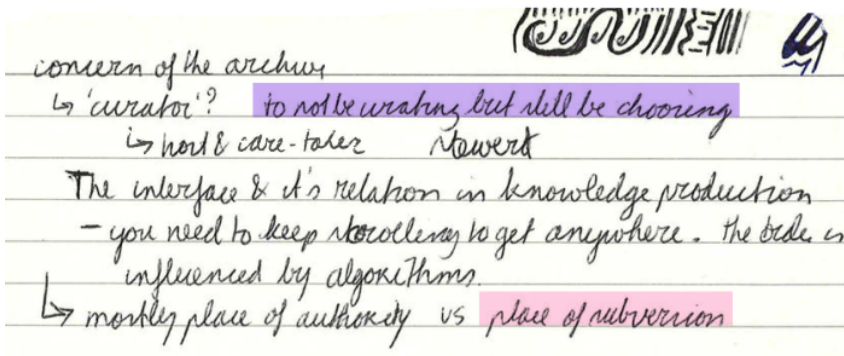 concern of the archive
↳ 'curator'? to not be curating but still be choosing
↳ host & care-taker
The interface & it's relation in knowledge production
- you need to keep scrolling to get anywhere. the order is
influenced by algorithms.
↳ mostly place of authority vs place of subversion